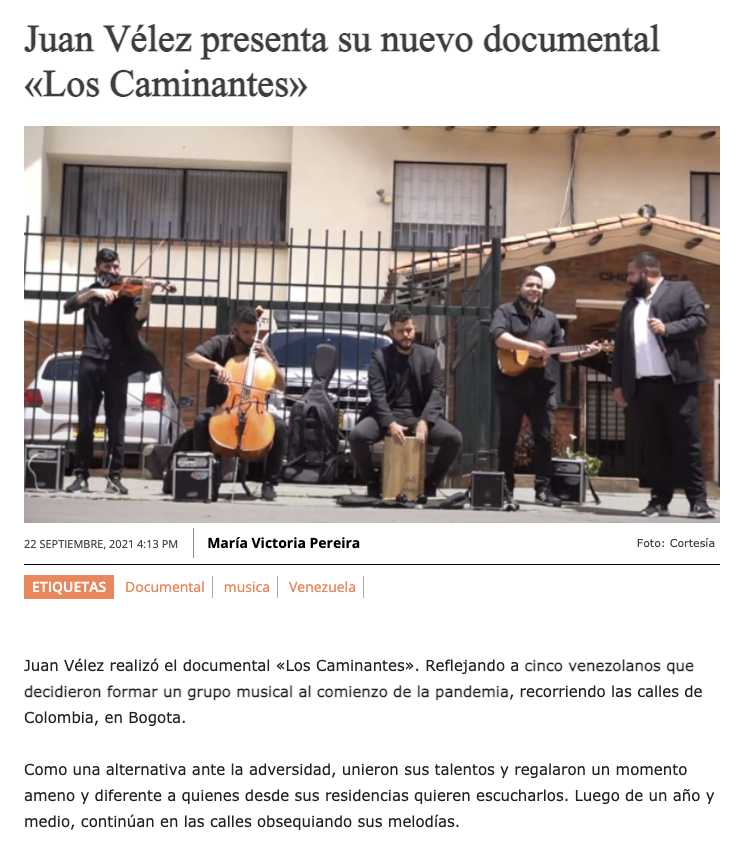 Juan Vélez presenta su nuevo documental
«Los Caminantes»
22 SEPTIEMBRE, 2021 4:13 PM
María Victoria Pereira
Foto: Cortesía
ETIQUETAS
Documental
musica
Venezuela
Juan Vélez realizó el documental «Los Caminantes». Reflejando a cinco venezolanos que
decidieron formar un grupo musical al comienzo de la pandemia, recorriendo las calles de
Colombia, en Bogota.
Como una alternativa ante la adversidad, unieron sus talentos y regalaron un momento
ameno y diferente a quienes desde sus residencias quieren escucharlos. Luego de un año y
medio, continúan en las calles obsequiando sus melodías.